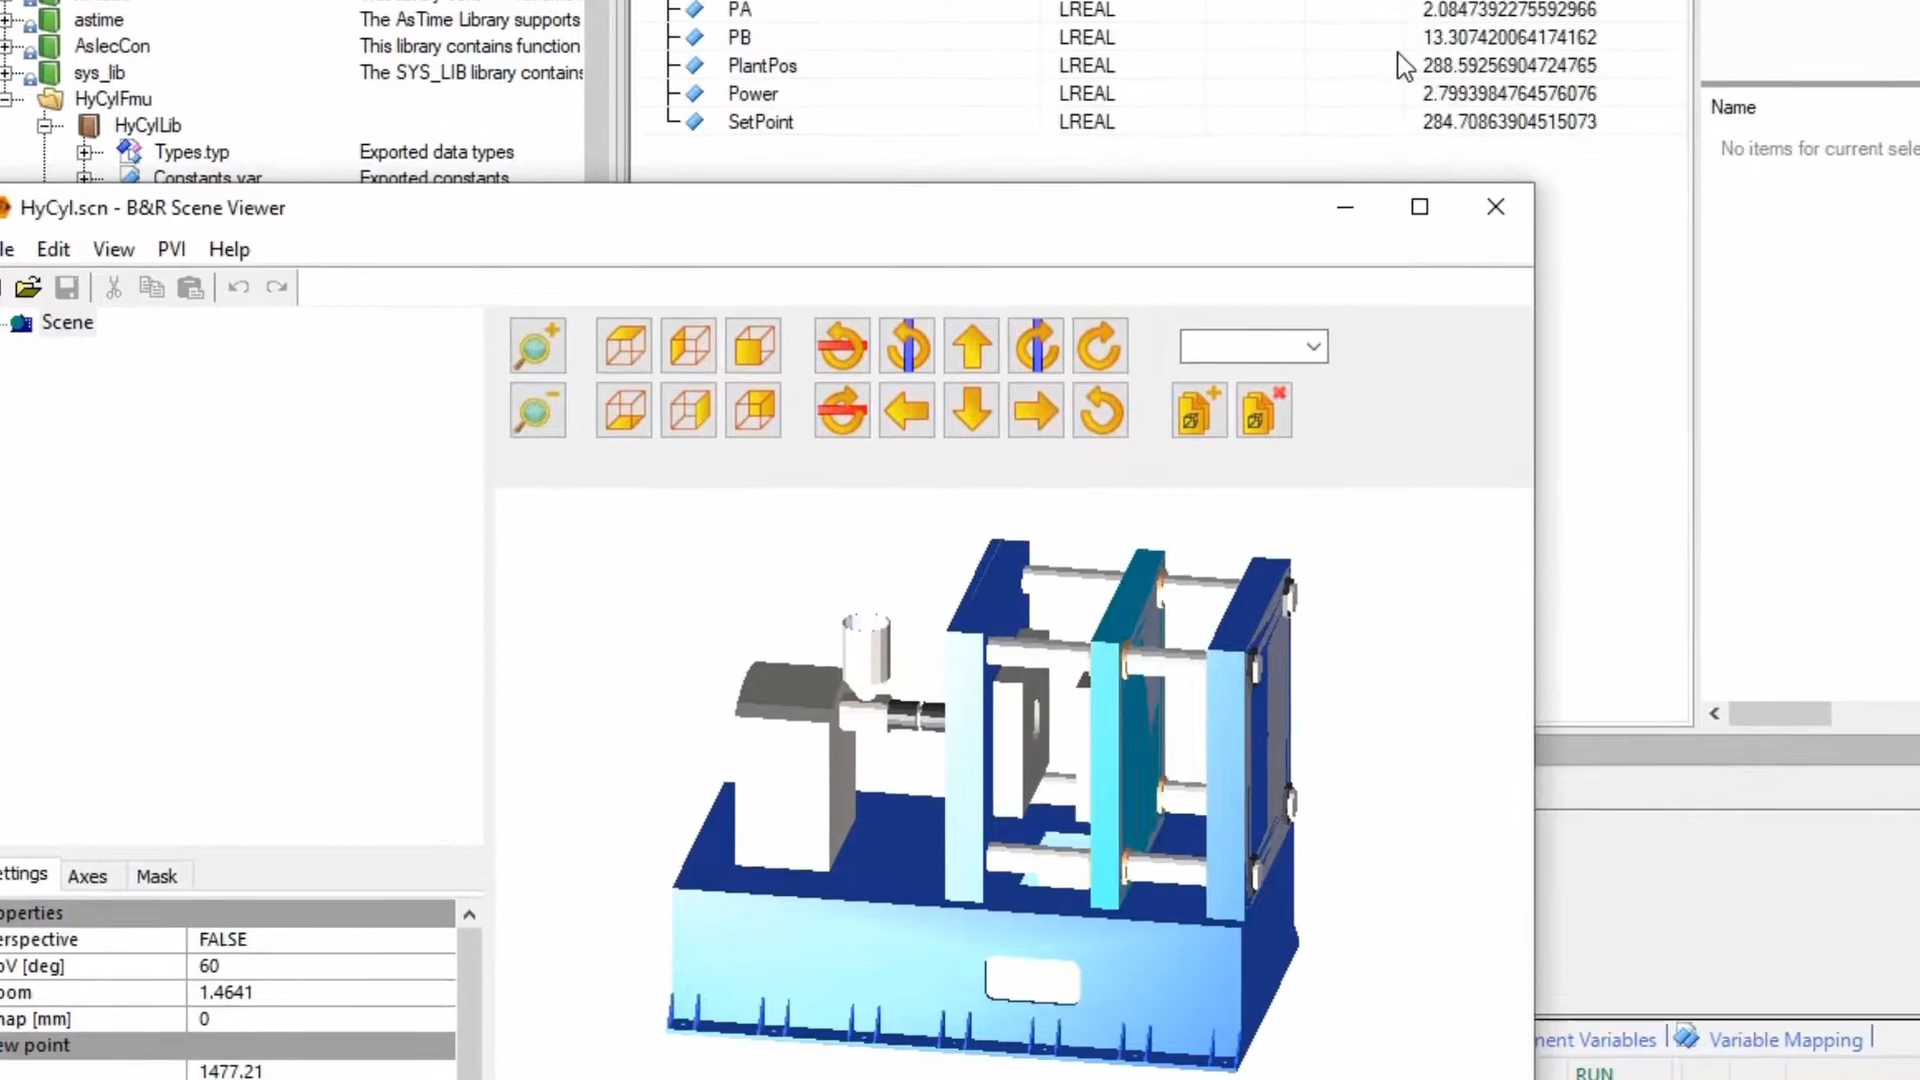 astime The AsTime Library supports
AsIecCon This library contains function
sys_lib The SYS_LIB library contains
HyCylFmu
HyCylLib
Types.typ Exported data types
Constants.var Exported constants
PA LREAL 2.0847392275592966
PB LREAL 13.307420064174162
PlantPos LREAL 288.59256904724765
Power LREAL 2.7993984764576076
SetPoint LREAL 284.70863904515073
Name
No items for current sele
HyCyl.scn - B&R Scene Viewer
le Edit View PVI Help
Scene
ettings Axes Mask
operties
erspective FALSE
oV [deg] 60
oom 1.4641
nap [mm] 0
ew point
1477.21
nent Variables Variable Mapping
RUN